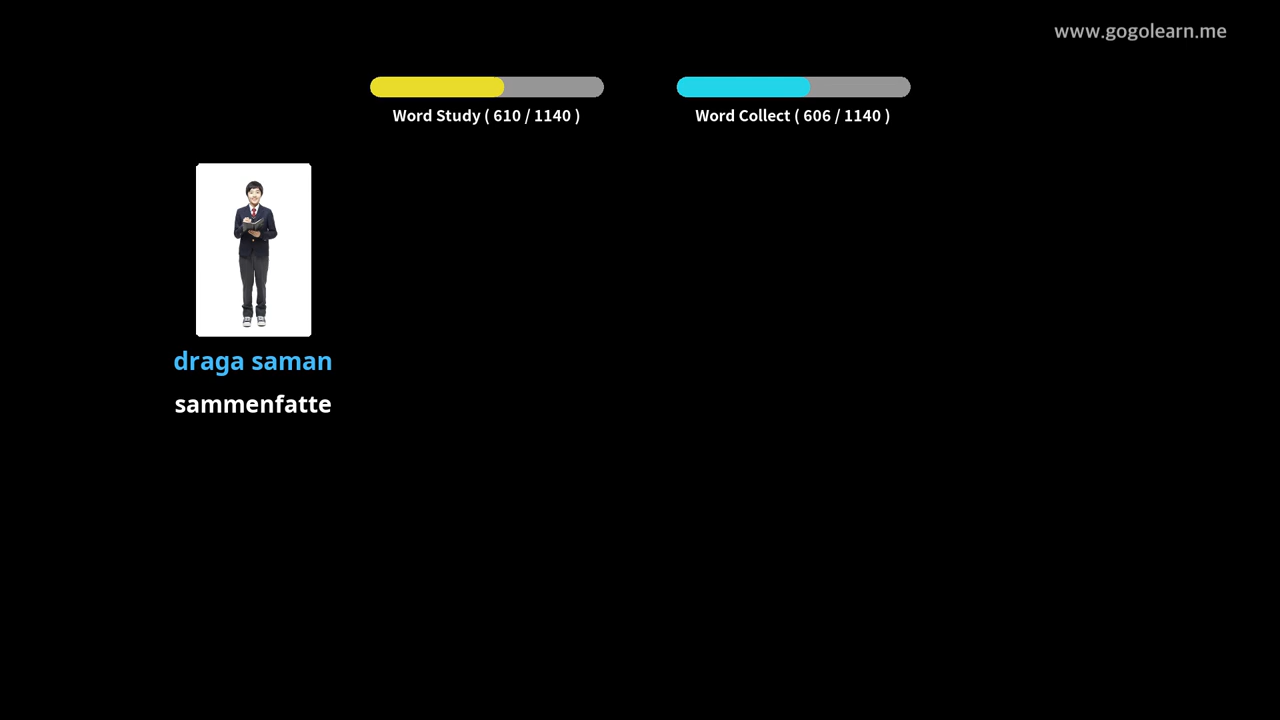 www.gogolearn.me
Word Study ( 610 / 1140 )
Word Collect ( 606 / 1140 )
draga saman
sammenfatte